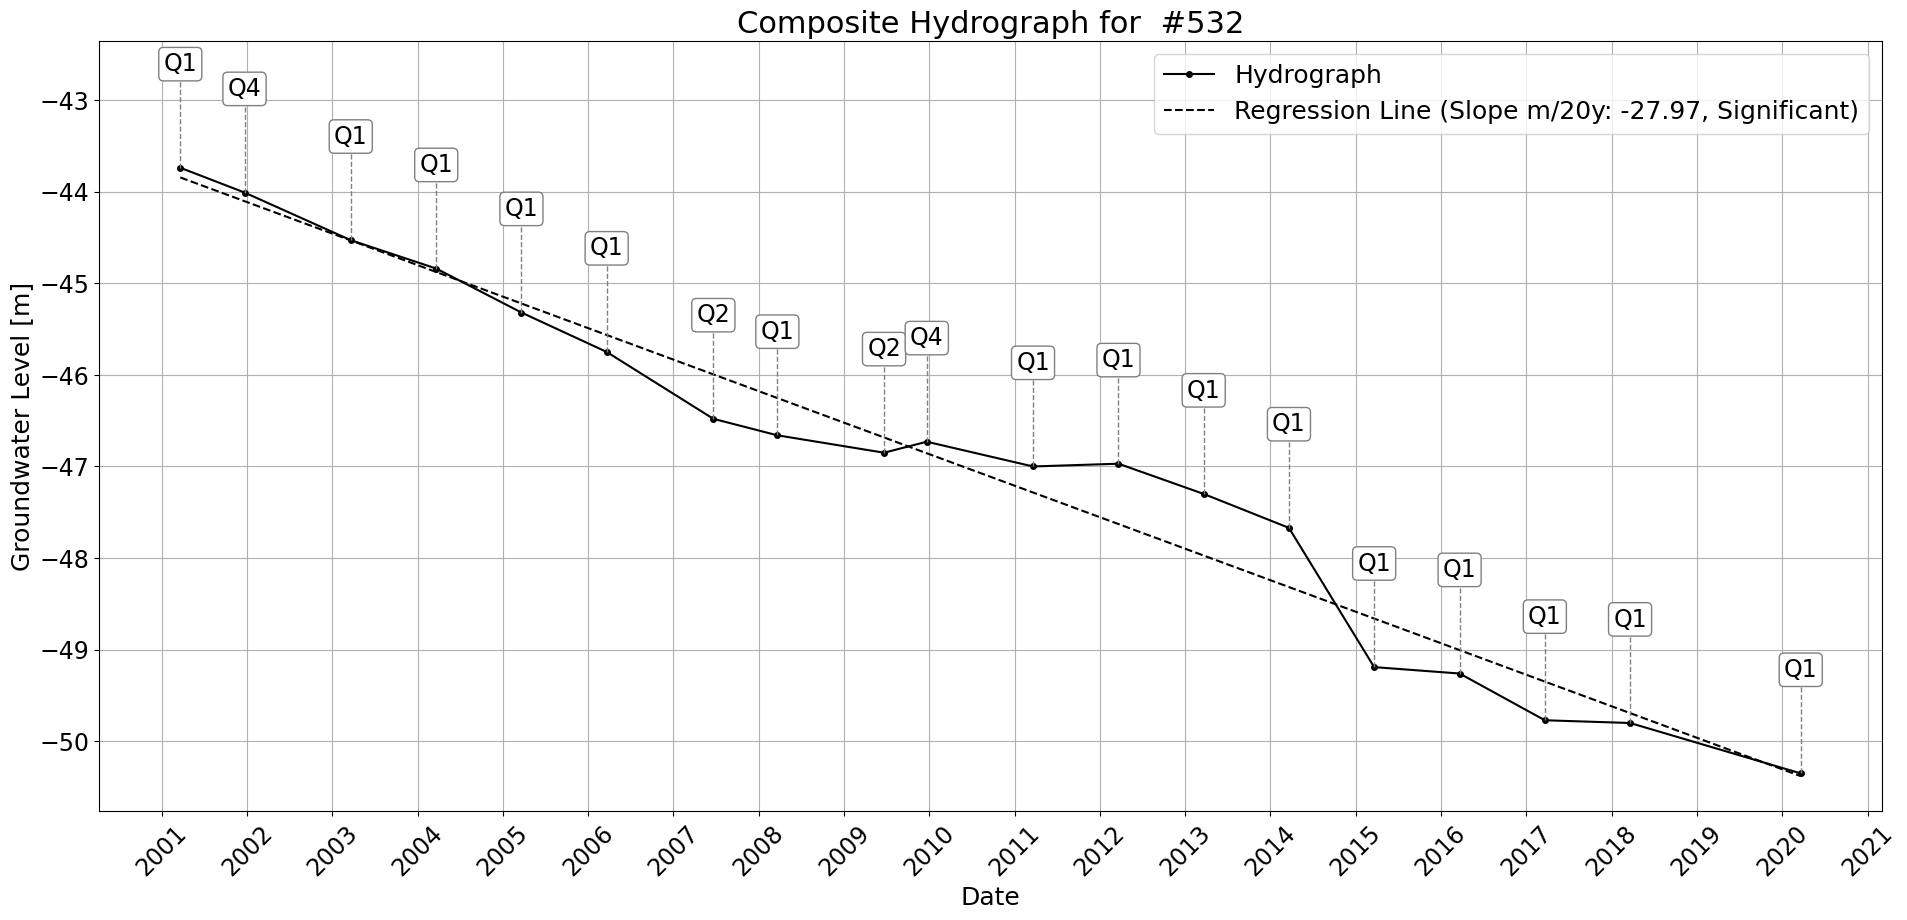 Composite Hydrograph for  #532
Hydrograph
Regression Line (Slope m/20y: -27.97, Significant)
Q1
Q4
Q1
Q1
Q1
Q1
Q2
Q1
Q2
Q4
Q1
Q1
Q1
Q1
Q1
Q1
Q1
Q1
Q1
Groundwater Level [m]
−43
−44
−45
−46
−47
−48
−49
−50
2001
2002
2003
2004
2005
2006
2007
2008
2009
2010
2011
2012
2013
2014
2015
2016
2017
2018
2019
2020
2021
Date